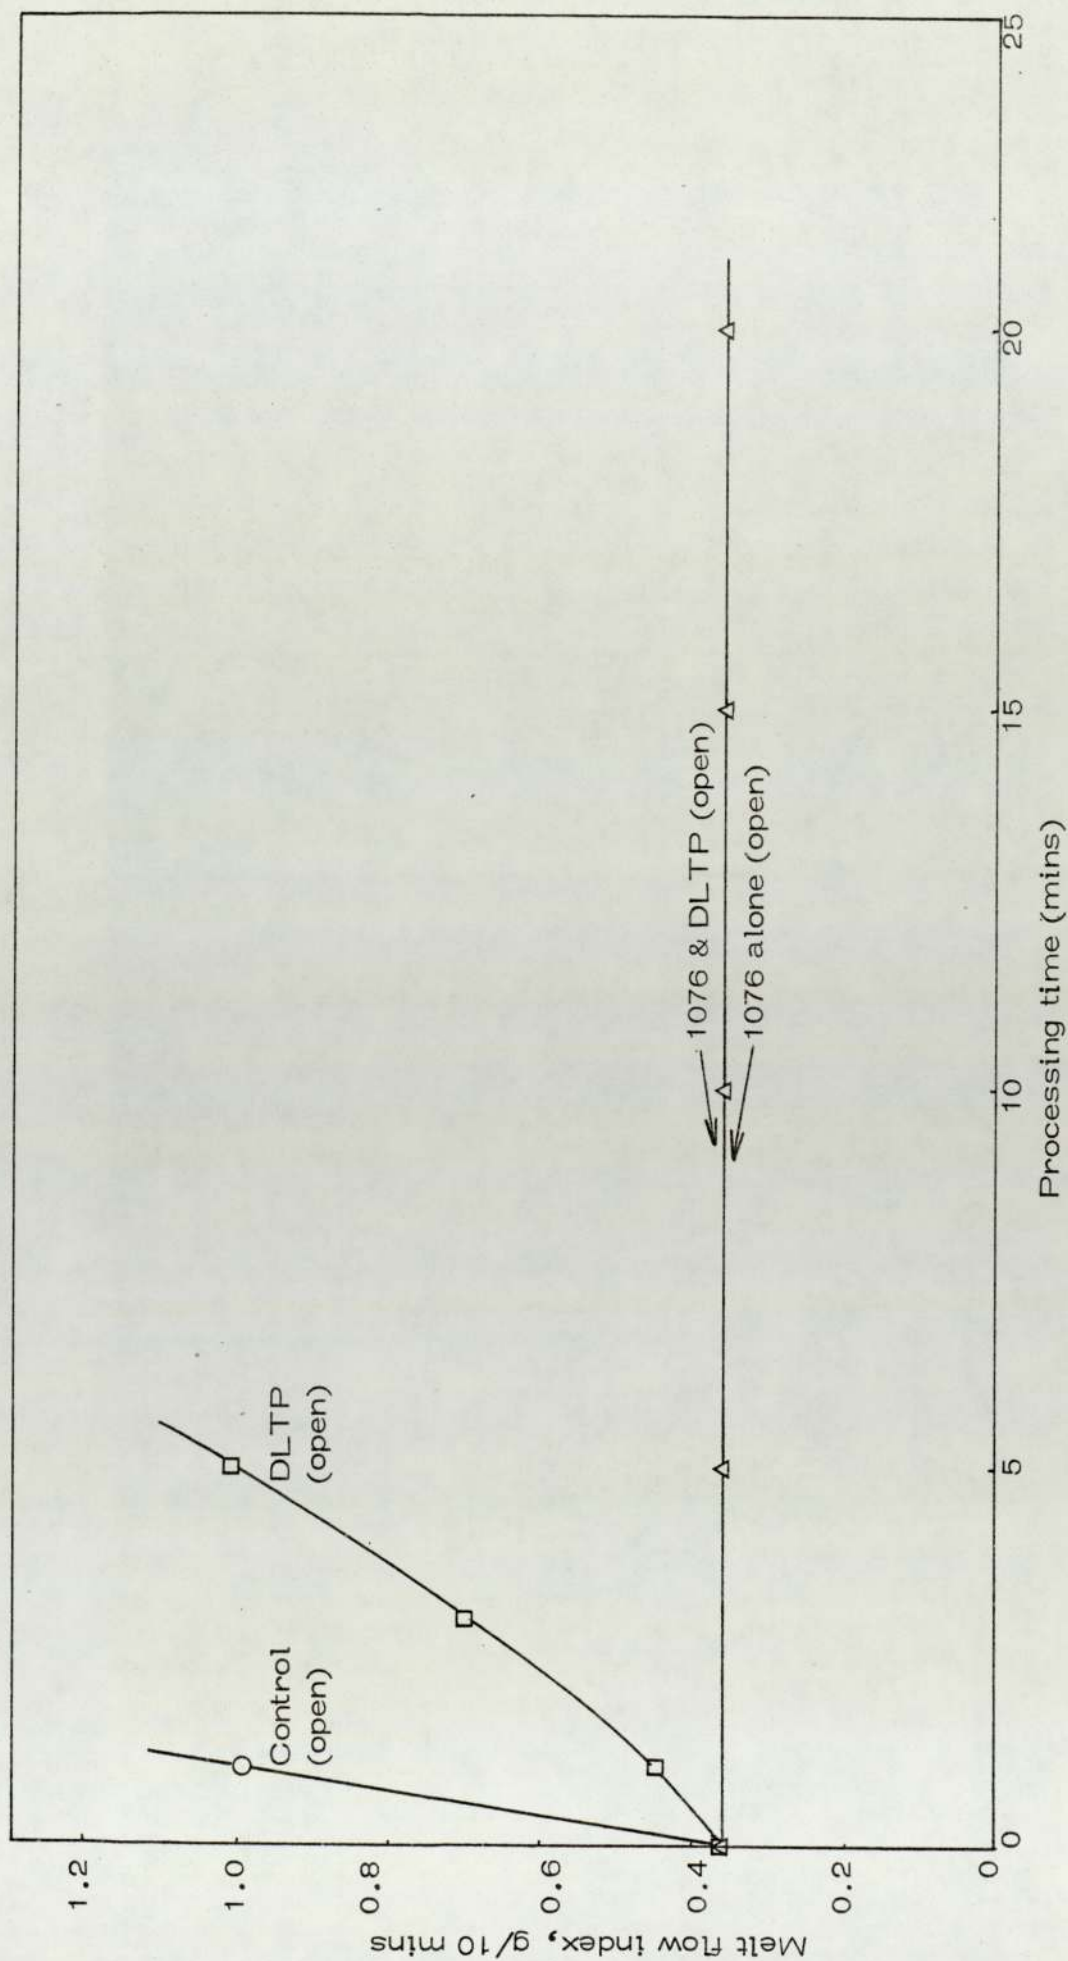 Melt flow index, g/10 mins
1.2
1.0
0.8
0.6
0.4
0.2
0
Control
(open)
DLTP
(open)
1076 & DLTP (open)
1076 alone (open)
0
5
10
15
20
25
Processing time (mins)